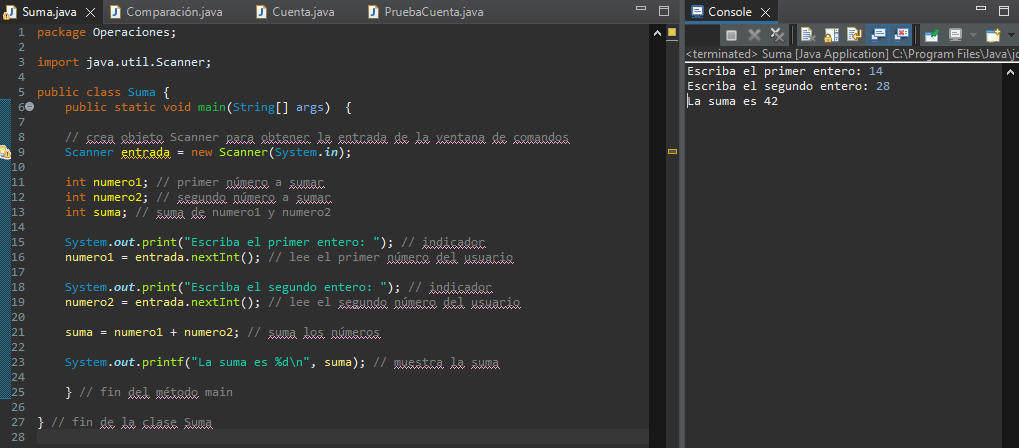 Suma.java
Comparación.java
Cuenta.java
PruebaCuenta.java
1 package Operaciones;
2
3 import java.util.Scanner;
4
5 public class Suma {
6 public static void main(String[] args)  {
7
8 // crea objeto Scanner para obtener la entrada de la ventana de comandos
9 Scanner entrada = new Scanner(System.in);
10
11 int numero1; // primer número a sumar
12 int numero2; // segundo número a sumar
13 int suma; // suma de numero1 y numero2
14
15 System.out.print("Escriba el primer entero: "); // indicador
16 numero1 = entrada.nextInt(); // lee el primer número del usuario
17
18 System.out.print("Escriba el segundo entero: "); // indicador
19 numero2 = entrada.nextInt(); // lee el segundo número del usuario
20
21 suma = numero1 + numero2; // suma los números
22
23 System.out.printf("La suma es %d\n", suma); // muestra la suma
24
25 } // fin del método main
26
27 } // fin de la clase Suma
28
Console
<terminated> Suma [Java Application] C:\Program Files\Java\
Escriba el primer entero: 14
Escriba el segundo entero: 28
La suma es 42